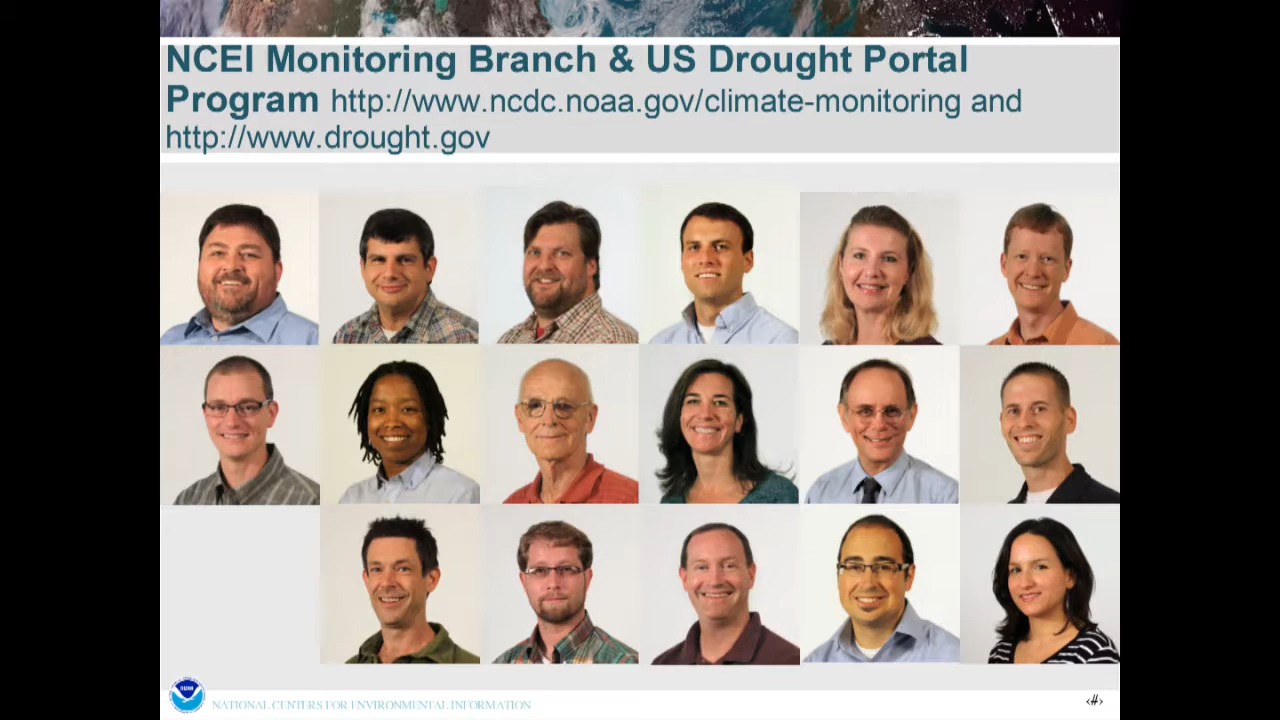 NCEI Monitoring Branch & US Drought Portal
Program http://www.ncdc.noaa.gov/climate-monitoring and
http://www.drought.gov
NATIONAL CENTERS FOR ENVIRONMENTAL INFORMATION
‹#›